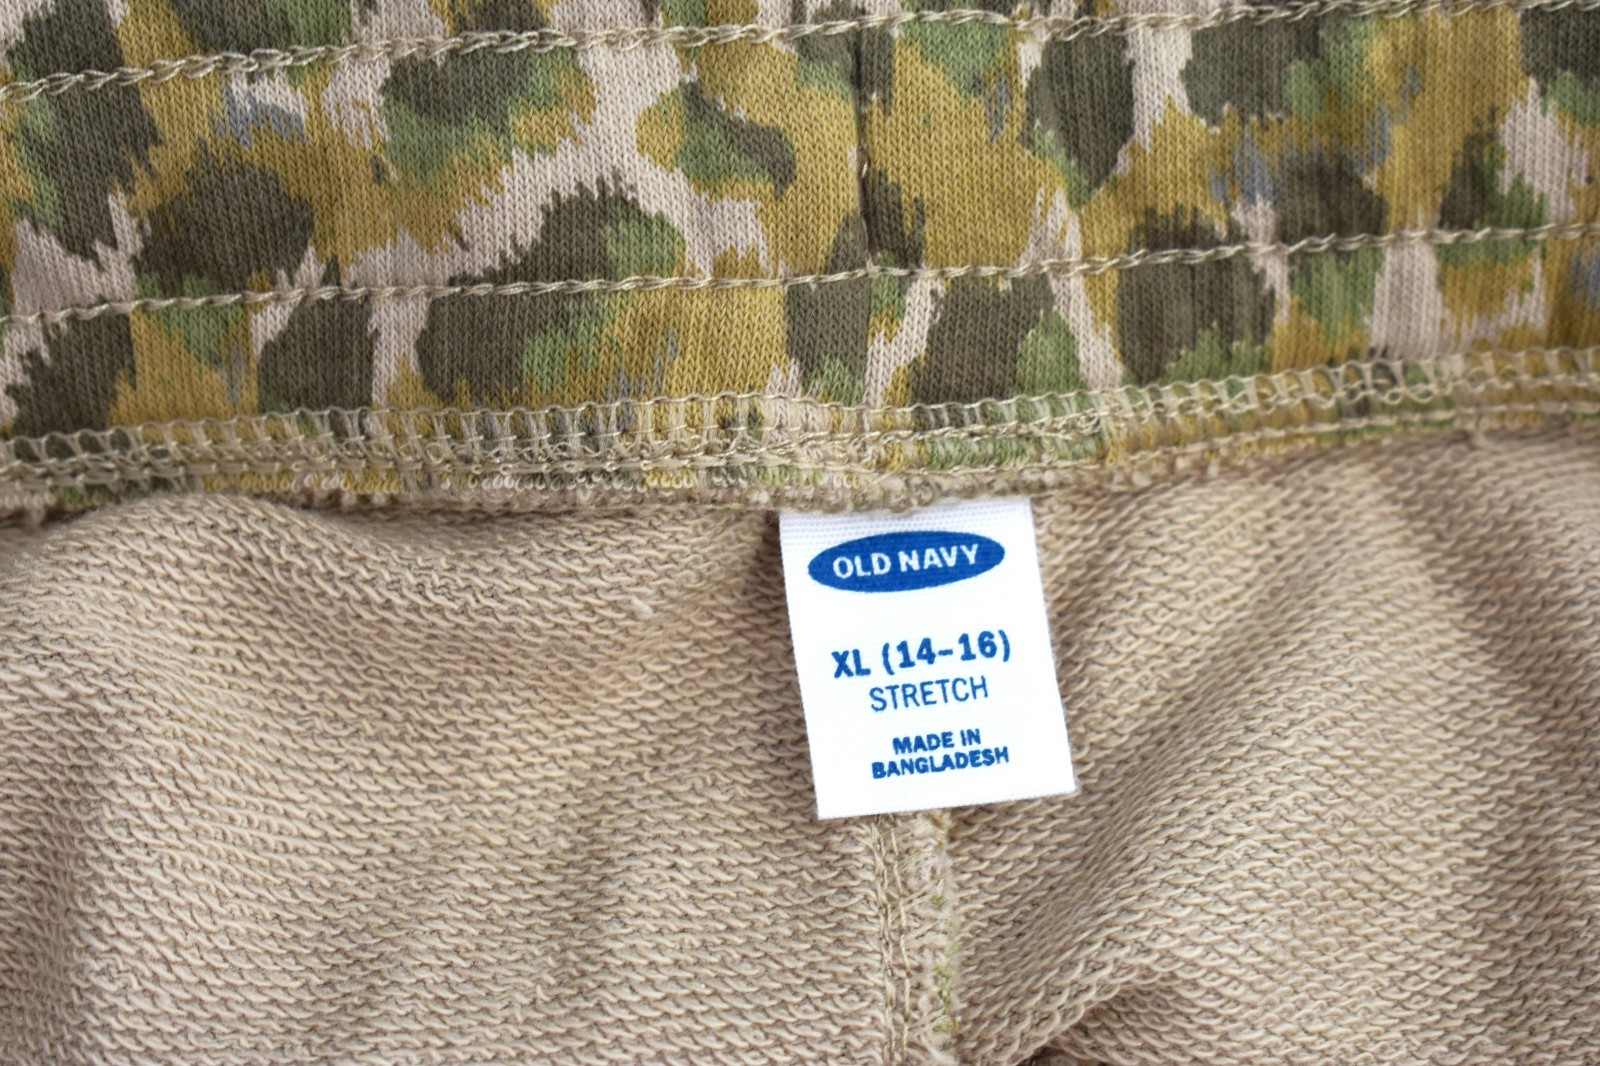 OLD NAVY
XL (14-16)
STRETCH
MADE IN
BANGLADESH